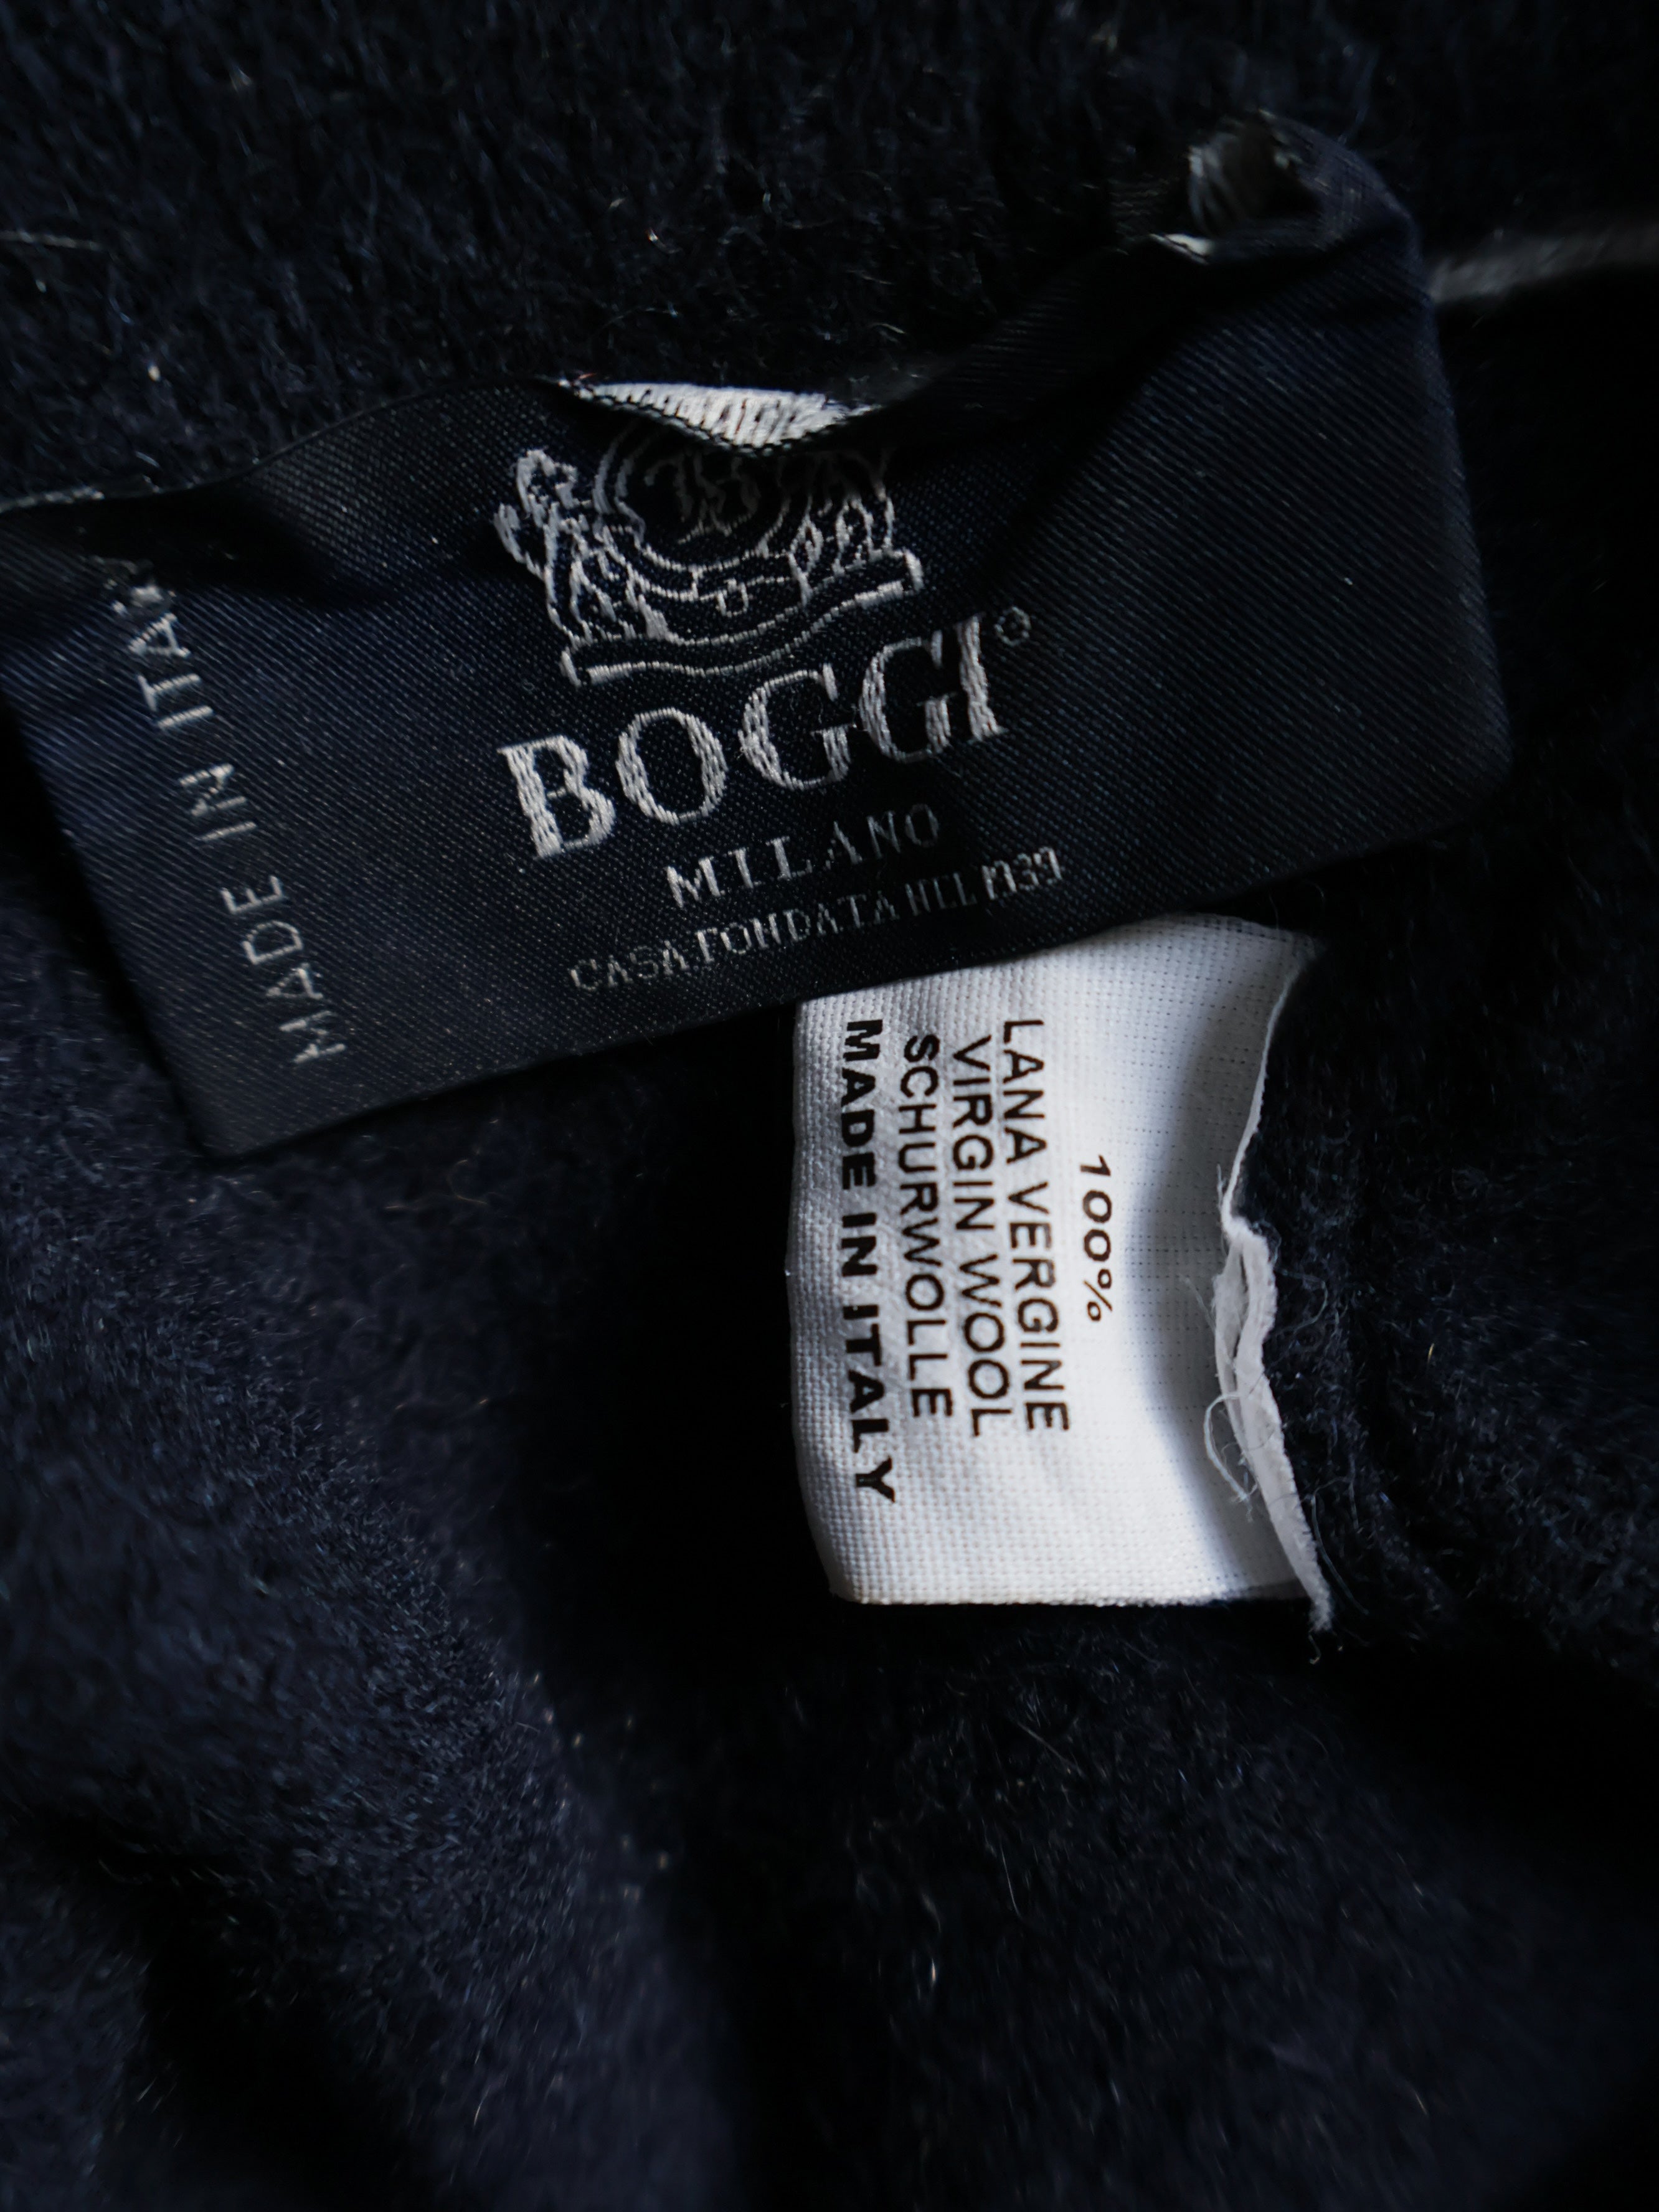 BOGGI
MILANO
CASA FONDATA NEL 1939
MADE IN ITALY
100%
LANA VERGINE
VIRGIN WOOL
SCHURWOLLE
MADE IN ITALY